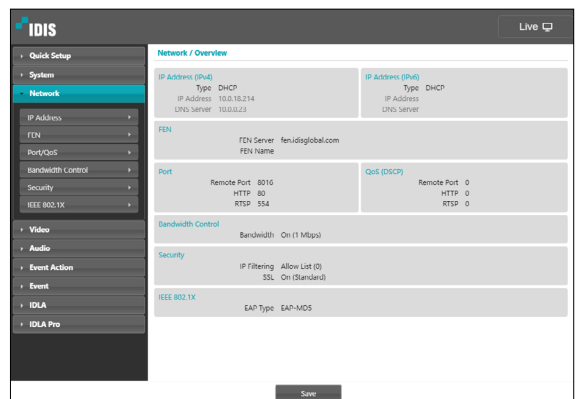 IDIS
Live
Quick Setup
System
Network
IP Address
FEN
Port/QoS
Bandwidth Control
Security
IEEE 802.1X
Video
Audio
Event Action
Event
IDLA
IDLA Pro
Network / Overview
IP Address (IPv4)
Type DHCP
IP Address 10.0.18.214
DNS Server 10.0.0.23
IP Address (IPv6)
Type DHCP
IP Address
DNS Server
FEN
FEN Server fen.idisglobal.com
FEN Name
Port
Remote Port 8016
HTTP 80
RTSP 554
QoS (DSCP)
Remote Port 0
HTTP 0
RTSP 0
Bandwidth Control
Bandwidth On (1 Mbps)
Security
IP Filtering Allow List (0)
SSL On (Standard)
IEEE 802.1X
EAP Type EAP-MD5
Save